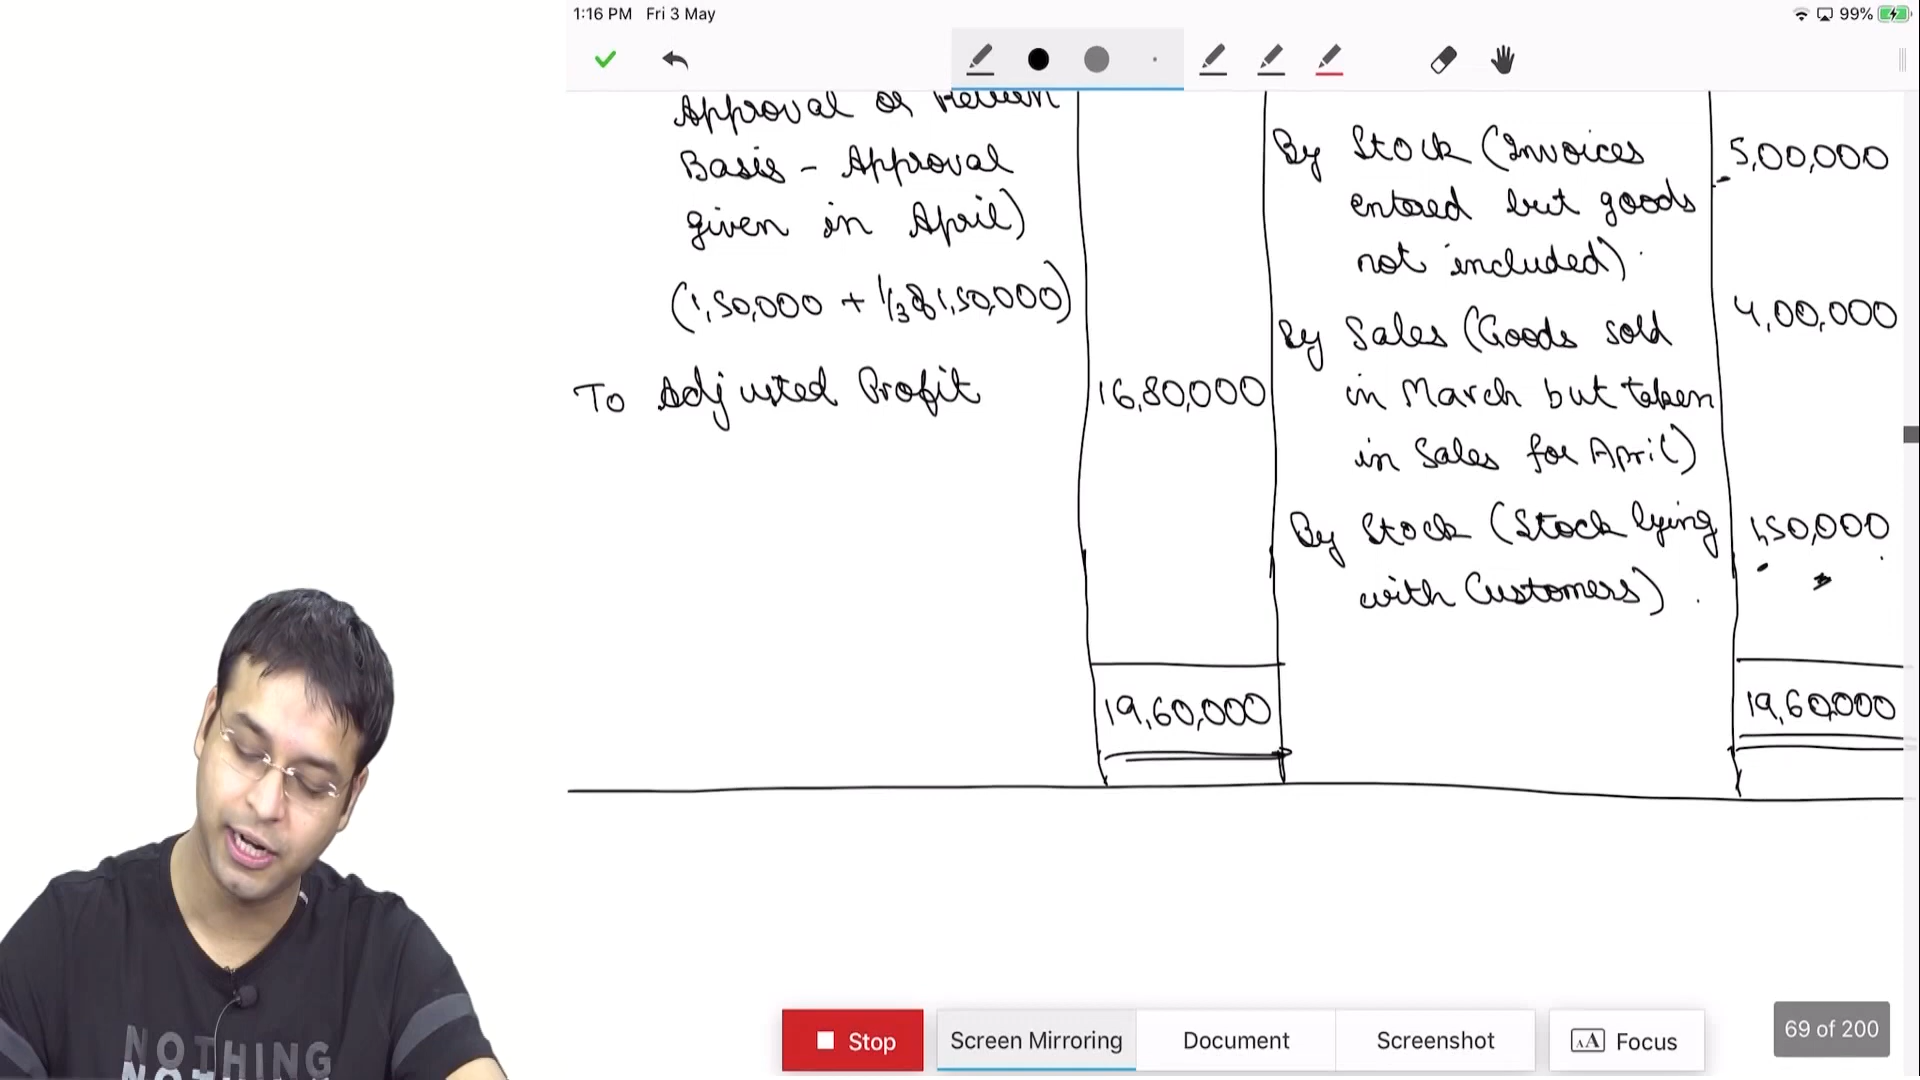 1:16 PM Fri 3 May
99%
Approval or Return
Basis - Approval
given in April)
(1,50,000 + 1/3 of 1,50,000)
To Adjusted Profit 16,80,000
19,60,000
By Stock (Invoices 5,00,000
entered but goods
not included)
By Sales (Goods sold 4,00,000
in March but taken
in Sales for April)
By Stock (Stock lying 1,50,000
with Customers)
19,60,000
NOTHING
Stop
Screen Mirroring
Document
Screenshot
AA Focus
69 of 200